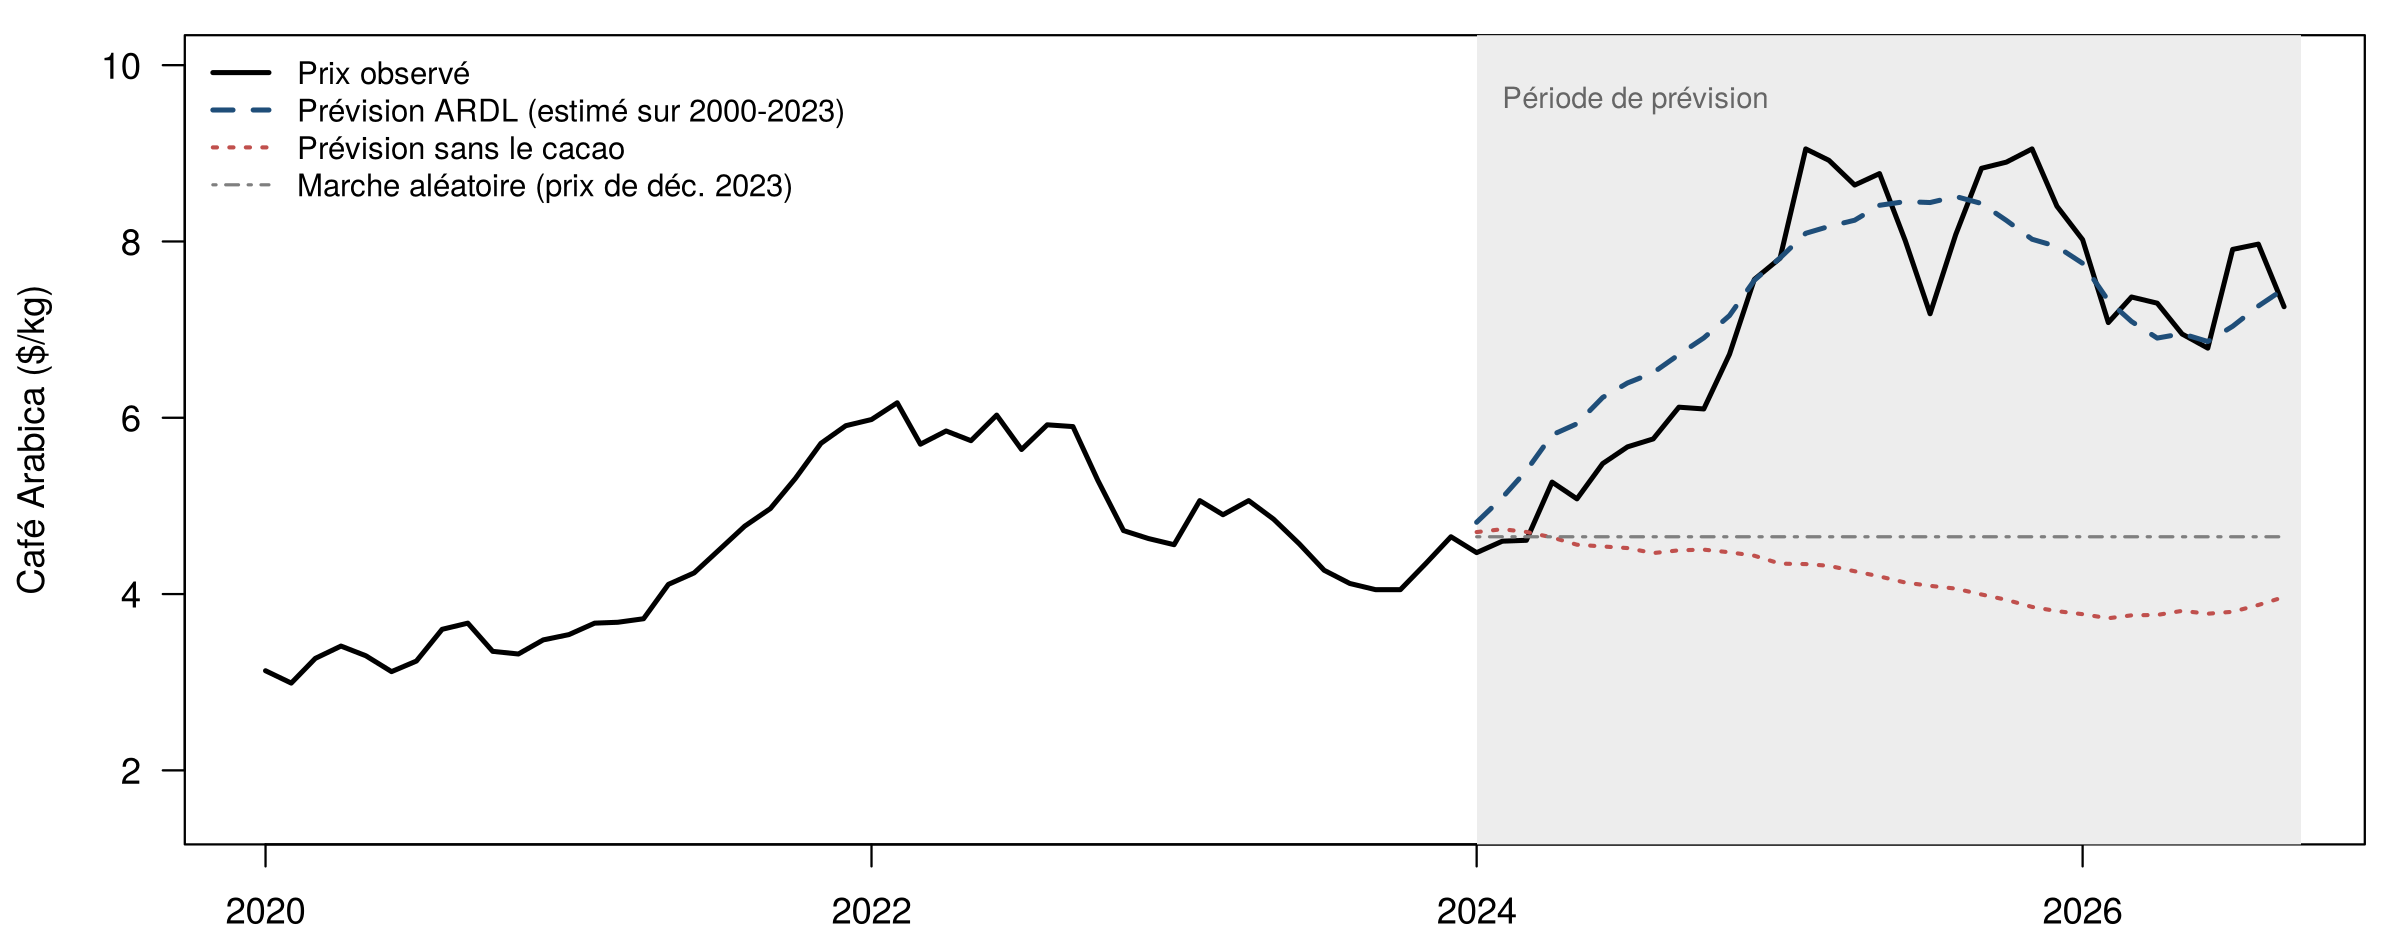 Prix observé
Prévision ARDL (estimé sur 2000-2023)
Prévision sans le cacao
Marche aléatoire (prix de déc. 2023)
Période de prévision
Café Arabica ($/kg)
10
8
6
4
2
2020
2022
2024
2026